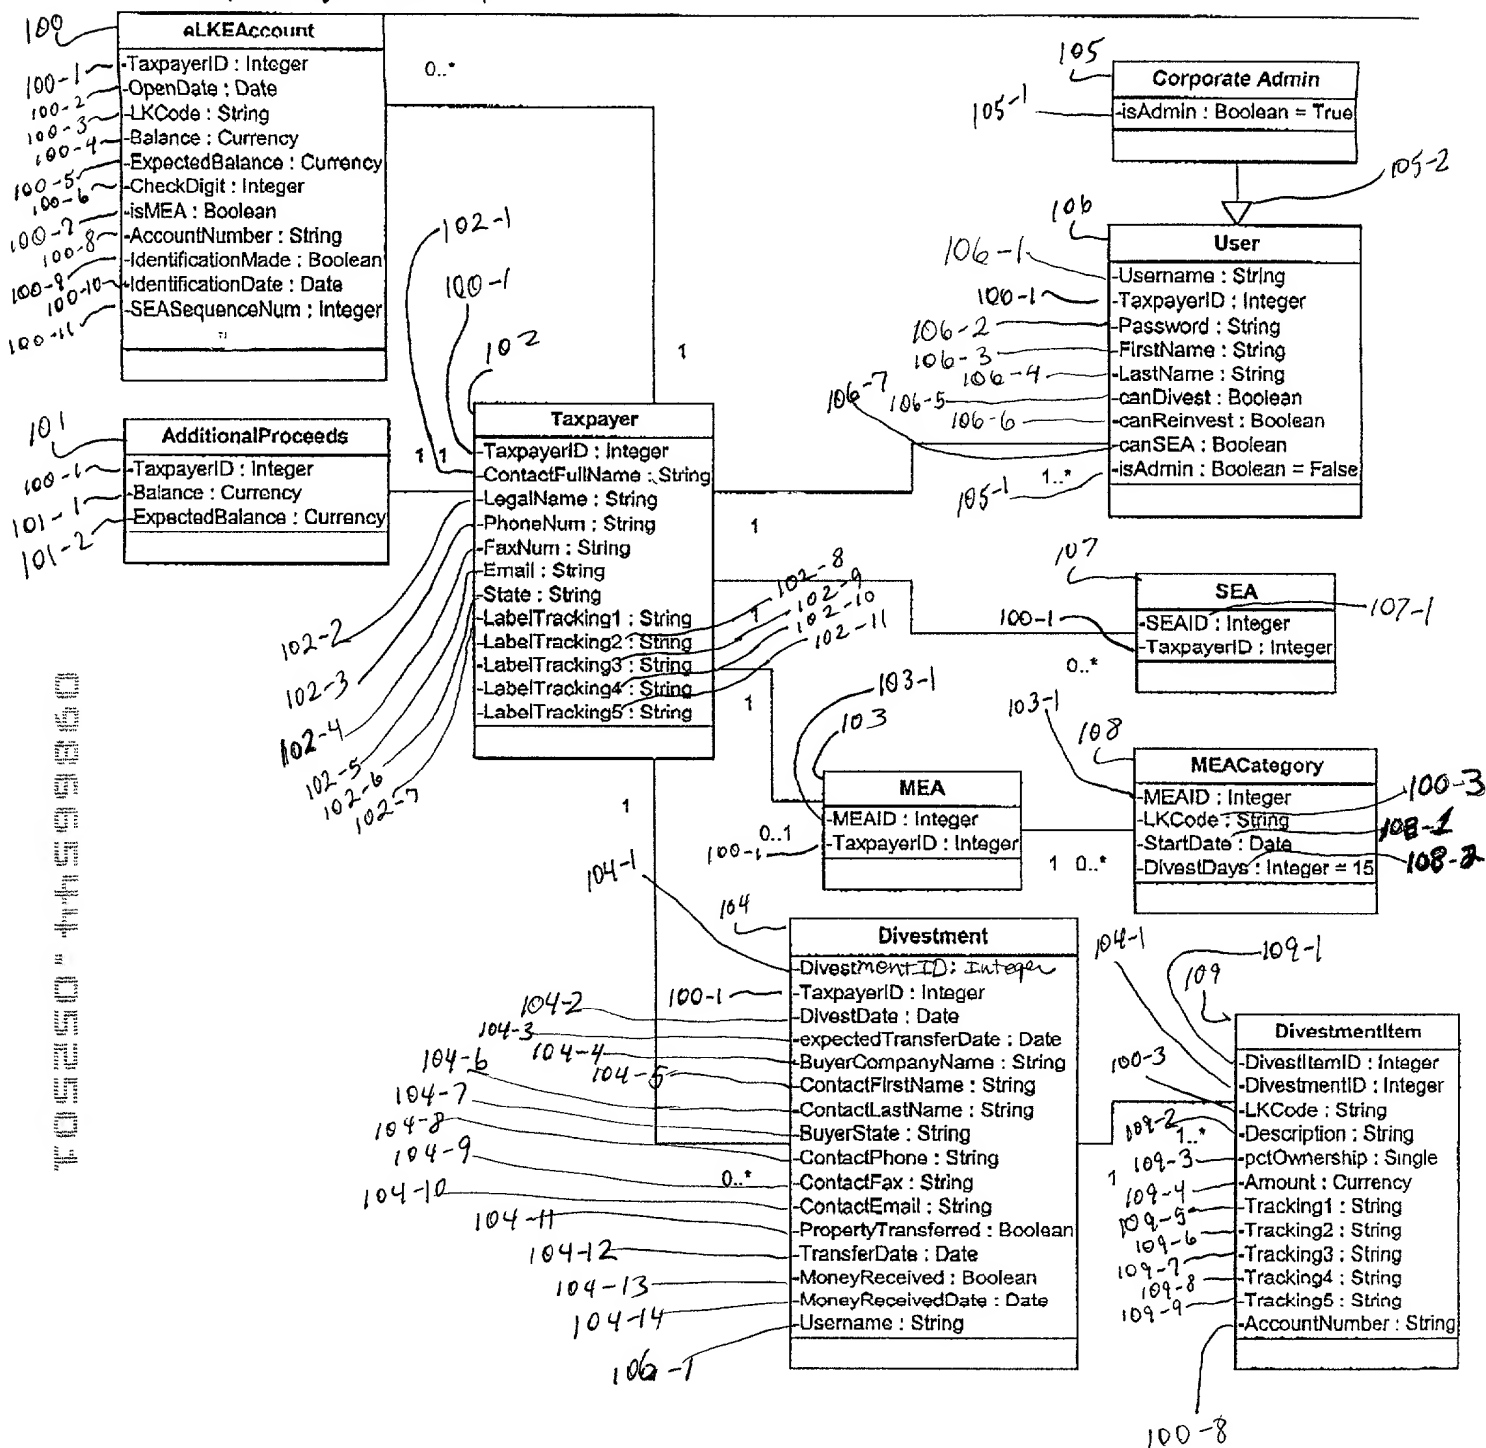 100
aLKEAccount
100-1 -TaxpayerID : Integer
100-2 -OpenDate : Date
100-3 -LKCode : String
100-4 -Balance : Currency
100-5 -ExpectedBalance : Currency
100-6 -CheckDigit : Integer
100-7 -isMEA : Boolean
100-8 -AccountNumber : String
100-9 -IdentificationMade : Boolean
100-10 -IdentificationDate : Date
100-11 -SEASequenceNum : Integer
0..*
1
105
Corporate Admin
105-1 -isAdmin : Boolean = True
105-2
106
User
106-1 -Username : String
100-1 -TaxpayerID : Integer
106-2 -Password : String
106-3 -FirstName : String
106-4 -LastName : String
106-5 -canDivest : Boolean
106-6 -canReinvest : Boolean
106-7 -canSEA : Boolean
105-1 -isAdmin : Boolean = False
1..*
101
AdditionalProceeds
100-1 -TaxpayerID : Integer
101-1 -Balance : Currency
101-2 -ExpectedBalance : Currency
1 1
102-1
100-1
102
Taxpayer
-TaxpayerID : Integer
-ContactFullName : String
-LegalName : String
-PhoneNum : String
-FaxNum : String
-Email : String
-State : String
-LabelTracking1 : String
-LabelTracking2 : String
-LabelTracking3 : String
-LabelTracking4 : String
-LabelTracking5 : String
102-2
102-3
102-4
102-5
102-6
102-7
102-8
102-9
102-10
102-11
1
1
1
1
107
SEA
-SEAID : Integer
107-1
100-1 -TaxpayerID : Integer
0..*
103-1
103
MEA
-MEAID : Integer
100-1 -TaxpayerID : Integer
0..1
1 0..*
103-1
108
MEACategory
-MEAID : Integer
-LKCode : String
100-3
-StartDate : Date
108-1
-DivestDays : Integer = 15
108-2
104-1
104
Divestment
-DivestmentID: Integer
100-1 -TaxpayerID : Integer
104-2 -DivestDate : Date
104-3 -expectedTransferDate : Date
104-4 -BuyerCompanyName : String
104-5 -ContactFirstName : String
104-6 -ContactLastName : String
104-7 -BuyerState : String
104-8 -ContactPhone : String
104-9 -ContactFax : String
104-10 -ContactEmail : String
104-11 -PropertyTransferred : Boolean
104-12 -TransferDate : Date
104-13 -MoneyReceived : Boolean
104-14 -MoneyReceivedDate : Date
106-1 -Username : String
0..*
104-1
109-1
109
DivestmentItem
-DivestItemID : Integer
-DivestmentID : Integer
100-3 -LKCode : String
109-2 -Description : String
109-3 -pctOwnership : Single
109-4 -Amount : Currency
109-5 -Tracking1 : String
109-6 -Tracking2 : String
109-7 -Tracking3 : String
109-8 -Tracking4 : String
109-9 -Tracking5 : String
-AccountNumber : String
100-8
1..*
1
09865544.052501